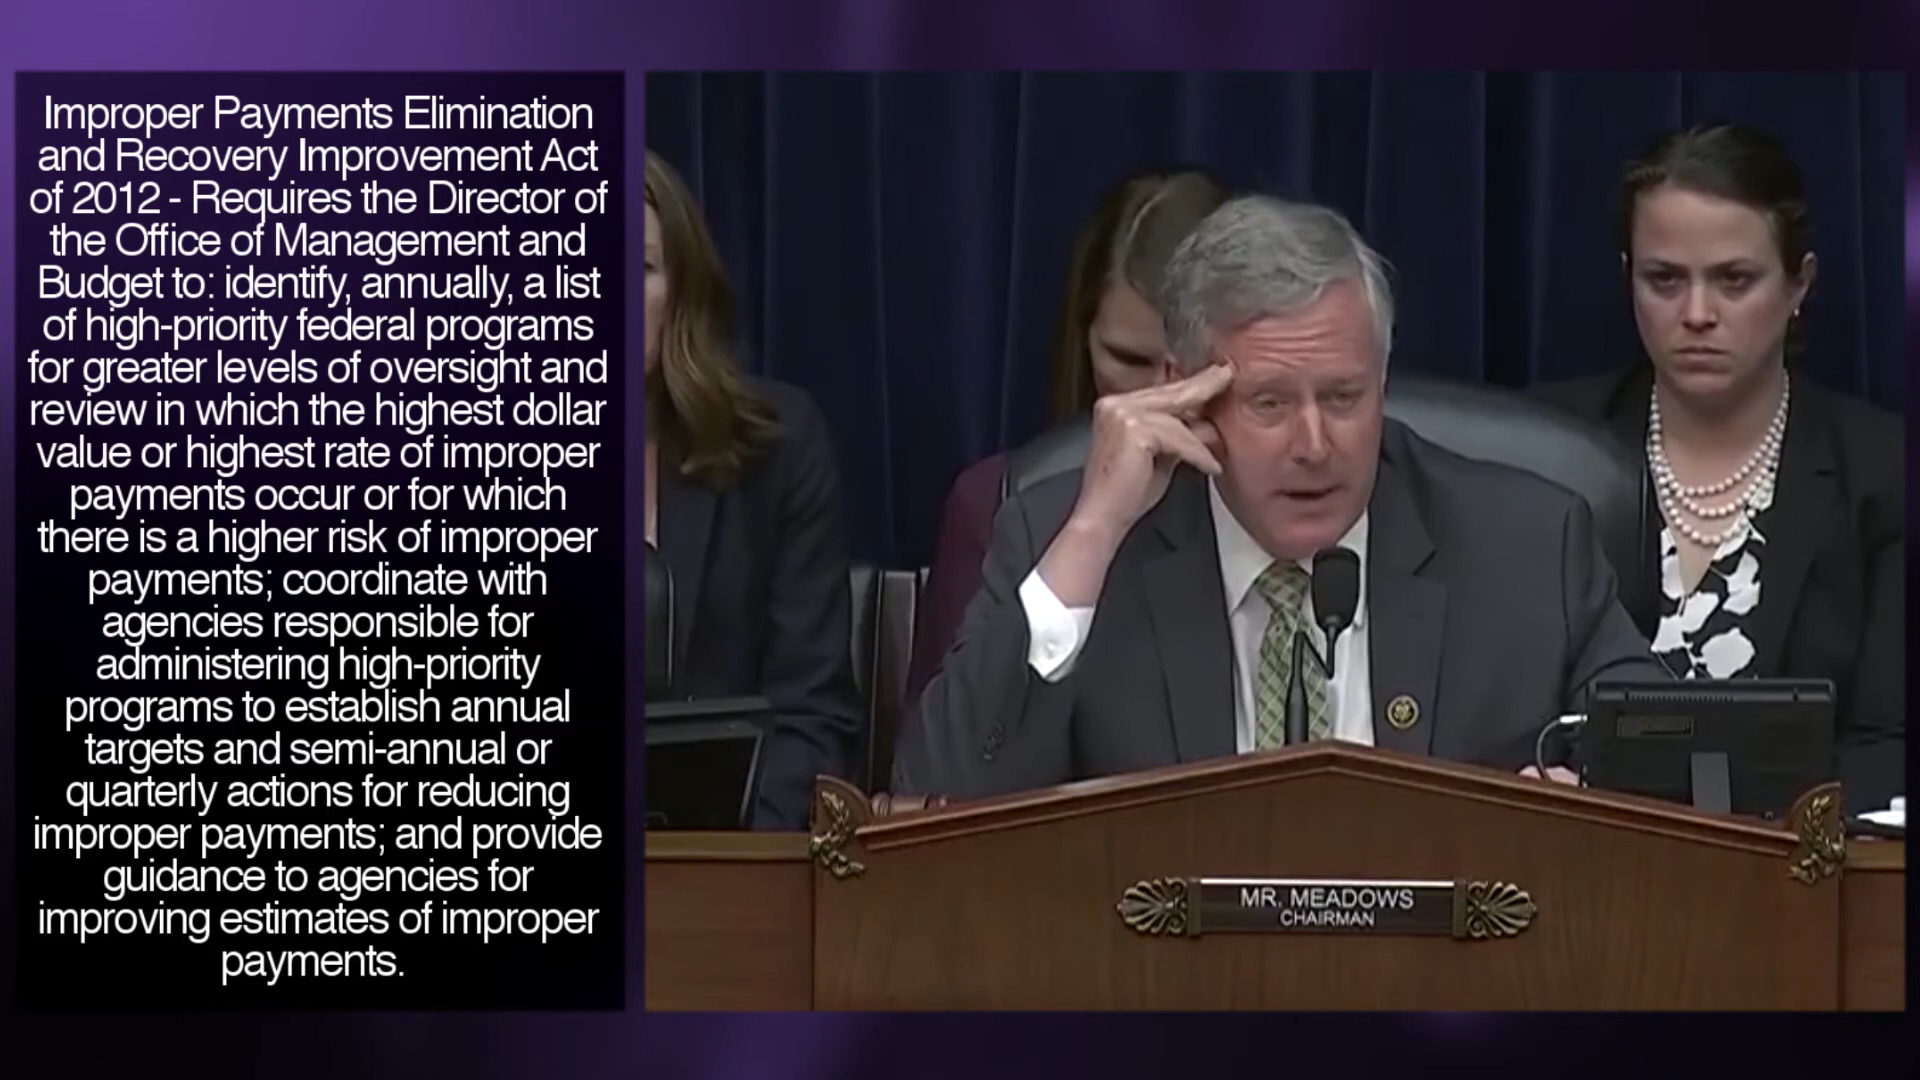 Improper Payments Elimination
and Recovery Improvement Act
of 2012 - Requires the Director of
the Office of Management and
Budget to: identify, annually, a list
of high-priority federal programs
for greater levels of oversight and
review in which the highest dollar
value or highest rate of improper
payments occur or for which
there is a higher risk of improper
payments; coordinate with
agencies responsible for
administering high-priority
programs to establish annual
targets and semi-annual or
quarterly actions for reducing
improper payments; and provide
guidance to agencies for
improving estimates of improper
payments.
MR. MEADOWS
CHAIRMAN